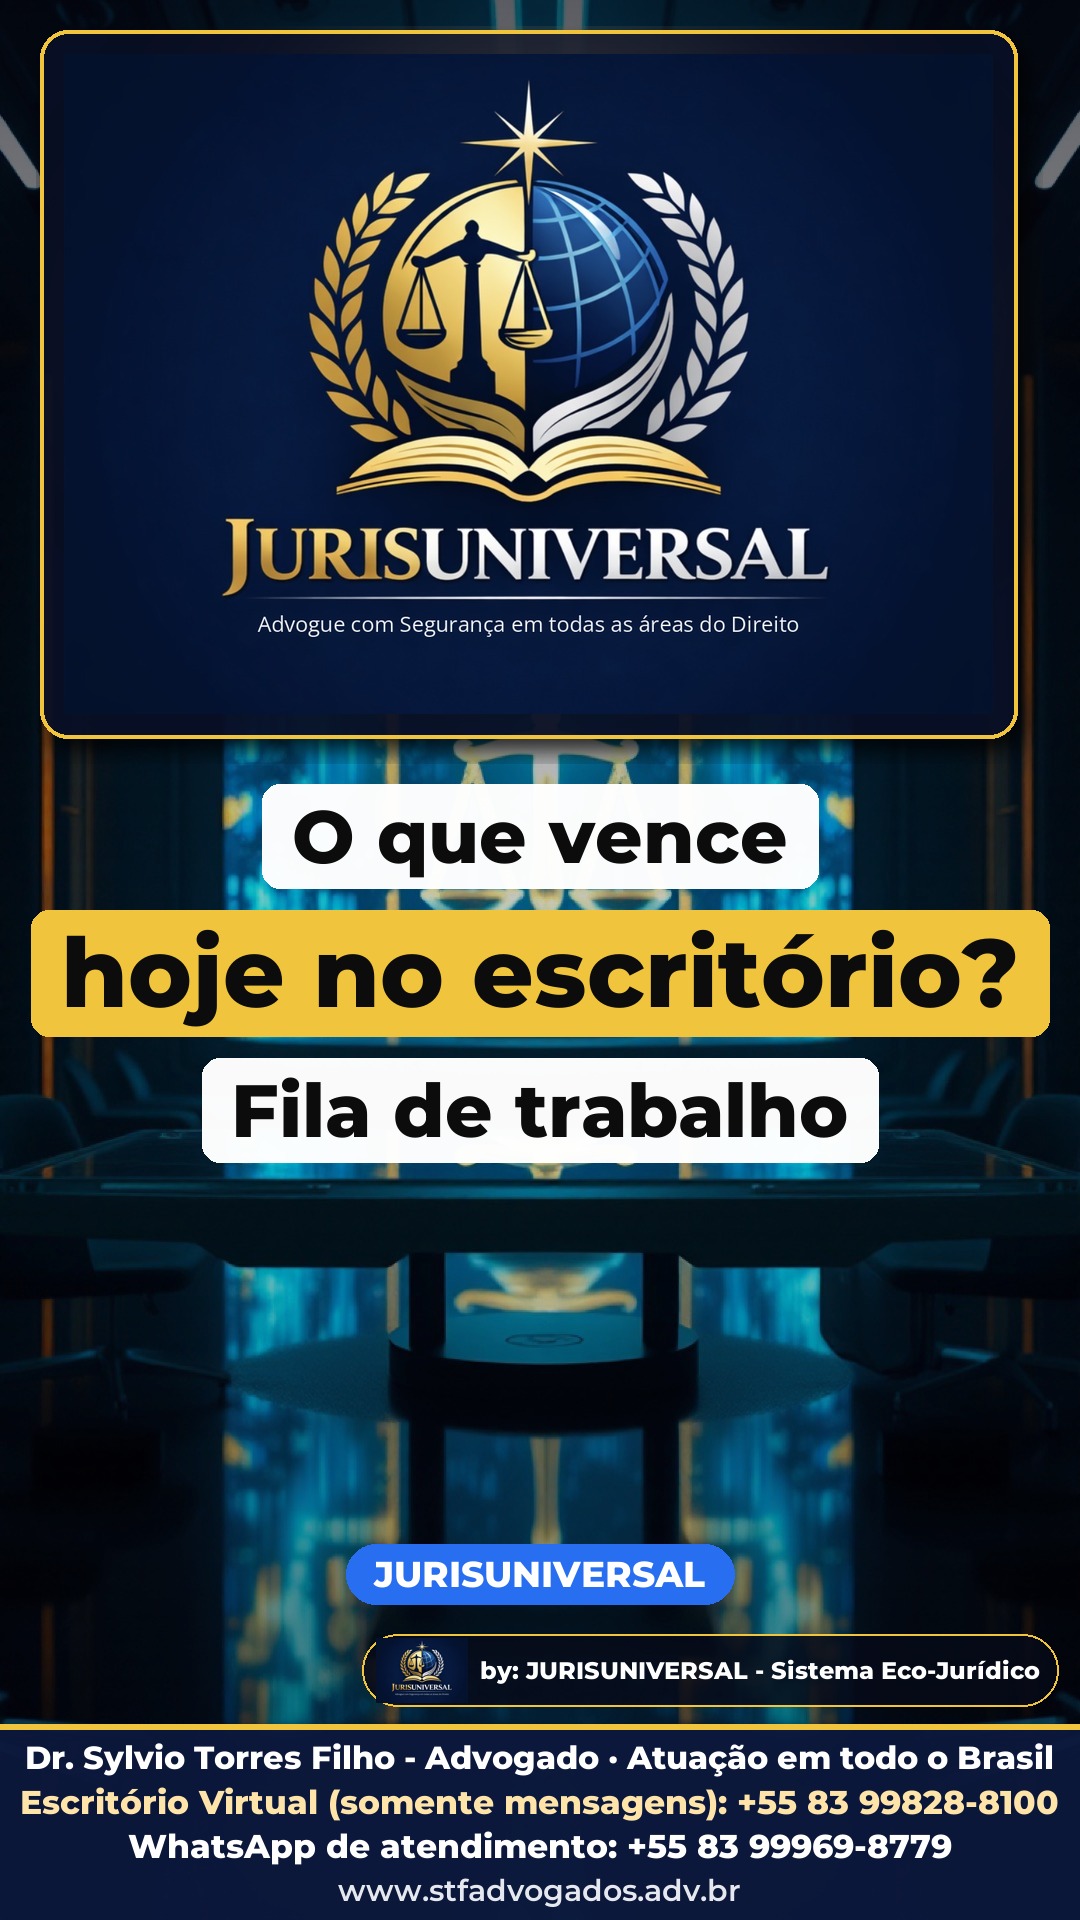 JURISUNIVERSAL
Advogue com Segurança em todas as áreas do Direito
O que vence
hoje no escritório?
Fila de trabalho
JURISUNIVERSAL
JURISUNIVERSAL
by: JURISUNIVERSAL - Sistema Eco-Jurídico
Dr. Sylvio Torres Filho - Advogado • Atuação em todo o Brasil
Escritório Virtual (somente mensagens): +55 83 99828-8100
WhatsApp de atendimento: +55 83 99969-8779
www.stfadvogados.adv.br